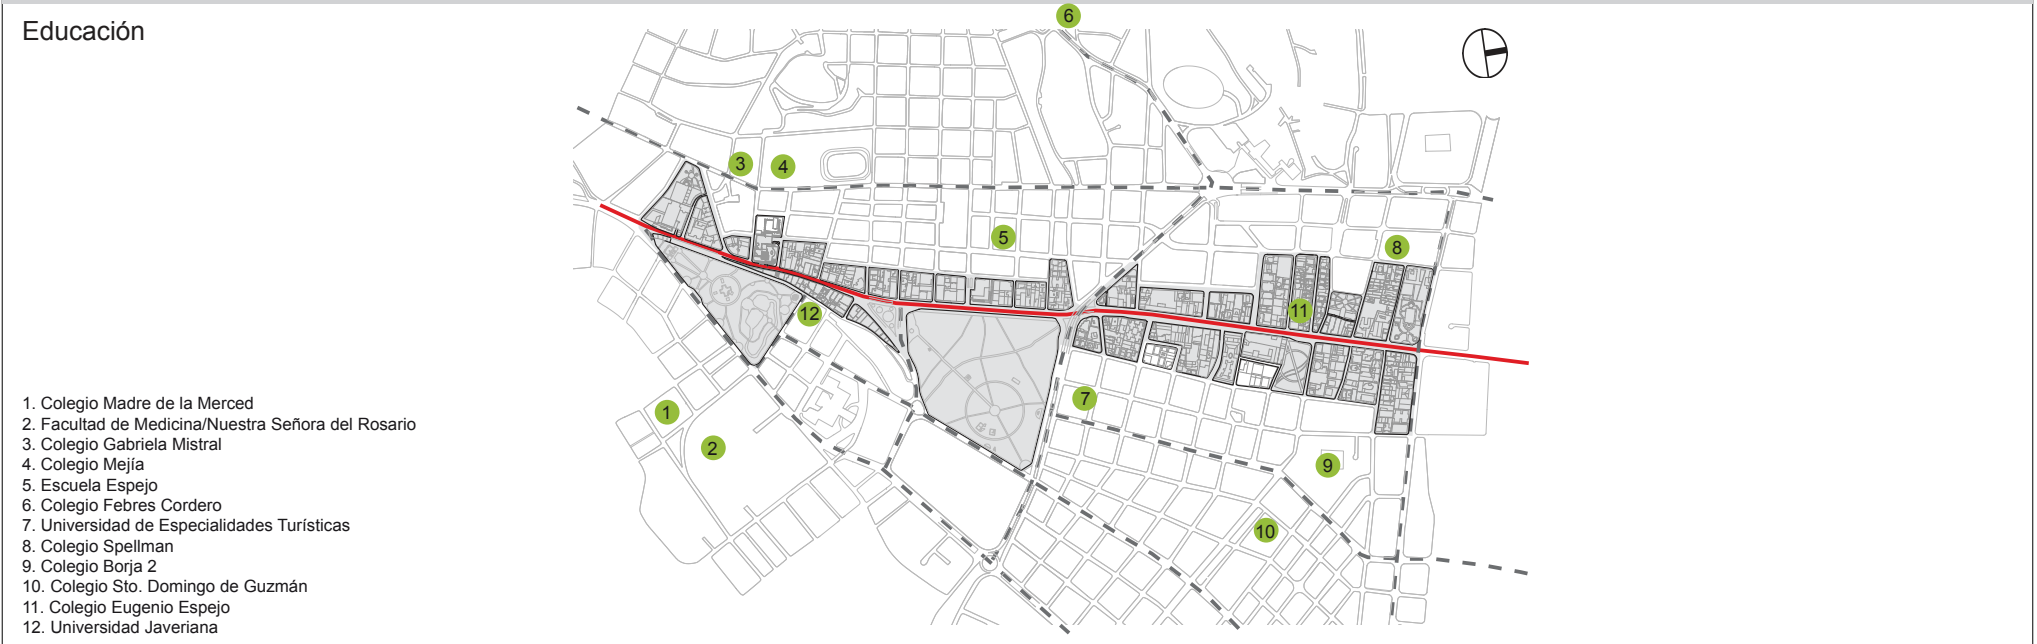 Educación
6
3
4
5
8
11
12
7
1
2
9
10
1. Colegio Madre de la Merced
2. Facultad de Medicina/Nuestra Señora del Rosario
3. Colegio Gabriela Mistral
4. Colegio Mejía
5. Escuela Espejo
6. Colegio Febres Cordero
7. Universidad de Especialidades Turísticas
8. Colegio Spellman
9. Colegio Borja 2
10. Colegio Sto. Domingo de Guzmán
11. Colegio Eugenio Espejo
12. Universidad Javeriana